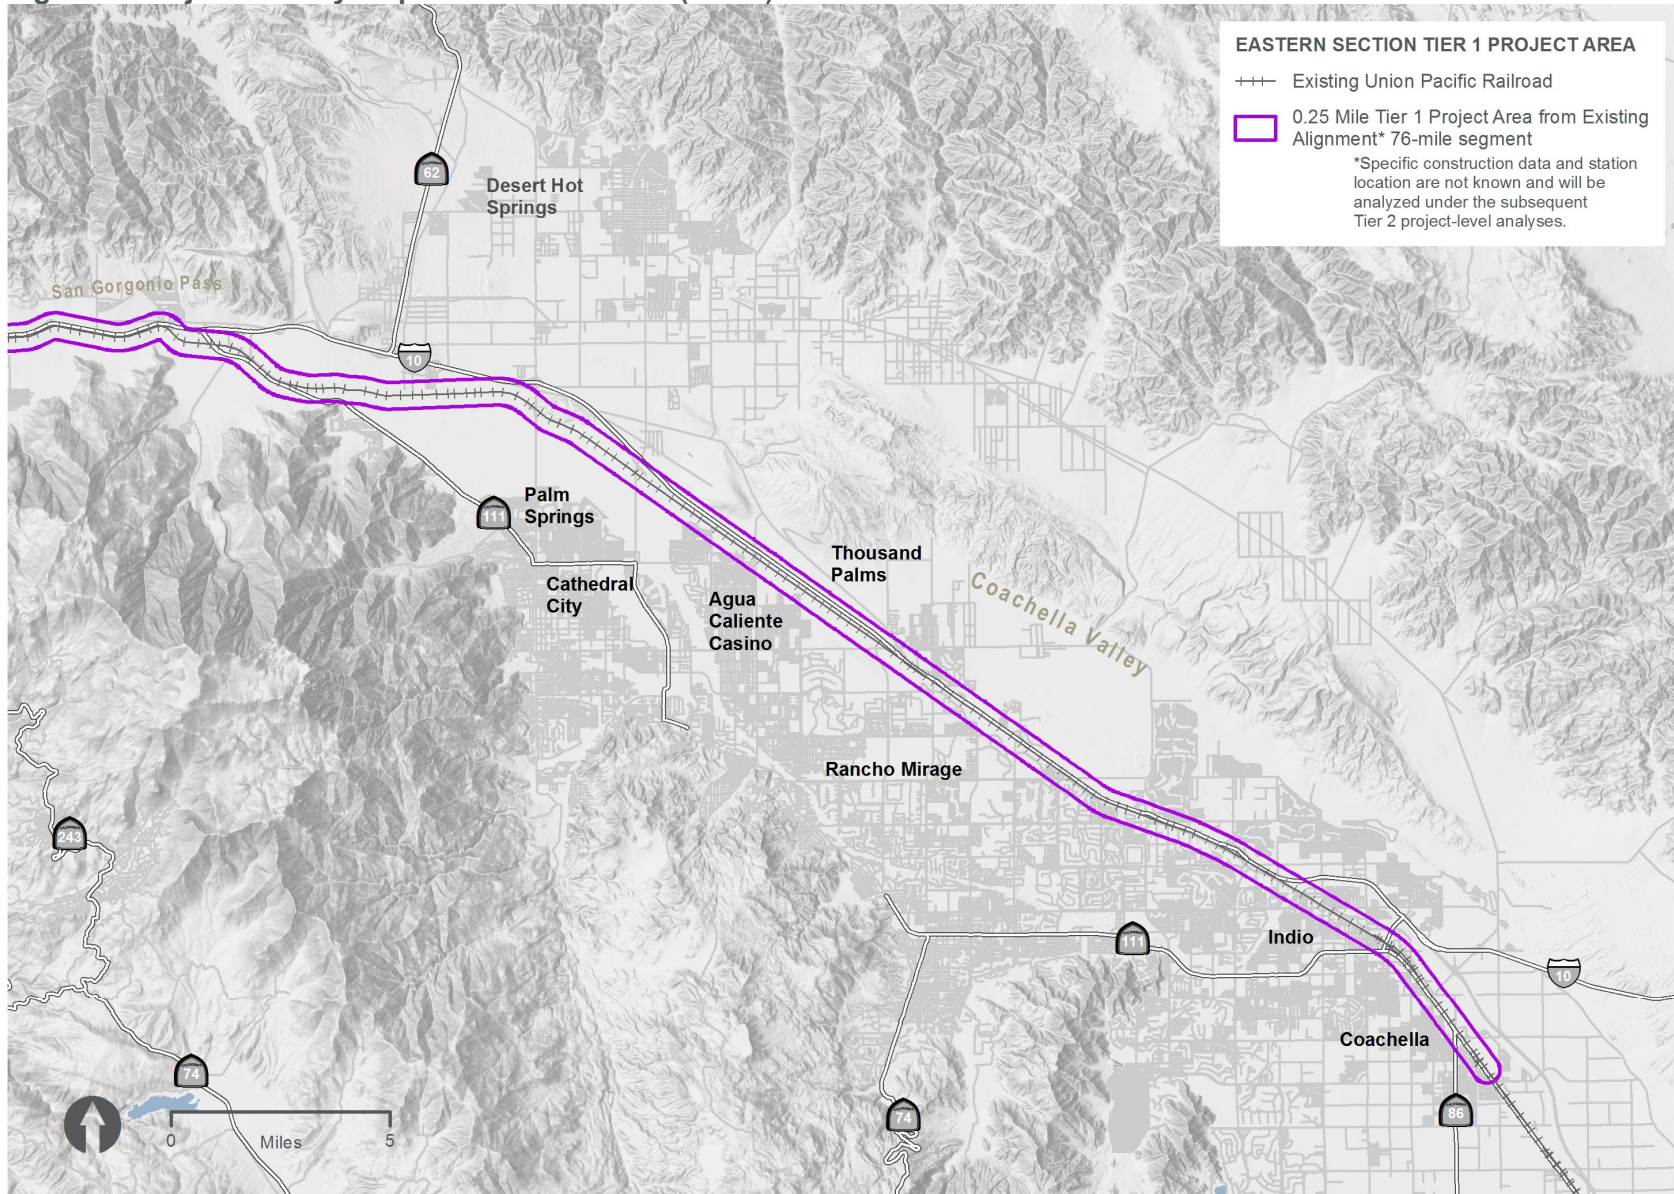 EASTERN SECTION TIER 1 PROJECT AREA
Existing Union Pacific Railroad
0.25 Mile Tier 1 Project Area from Existing
Alignment* 76-mile segment
*Specific construction data and station
location are not known and will be
analyzed under the subsequent
Tier 2 project-level analyses.
62
Desert Hot
Springs
San Gorgonio Pass
10
111
Palm
Springs
Thousand
Palms
Cathedral
City
Agua
Caliente
Casino
Coachella Valley
Rancho Mirage
243
111
Indio
10
Coachella
74
74
86
0
Miles
5